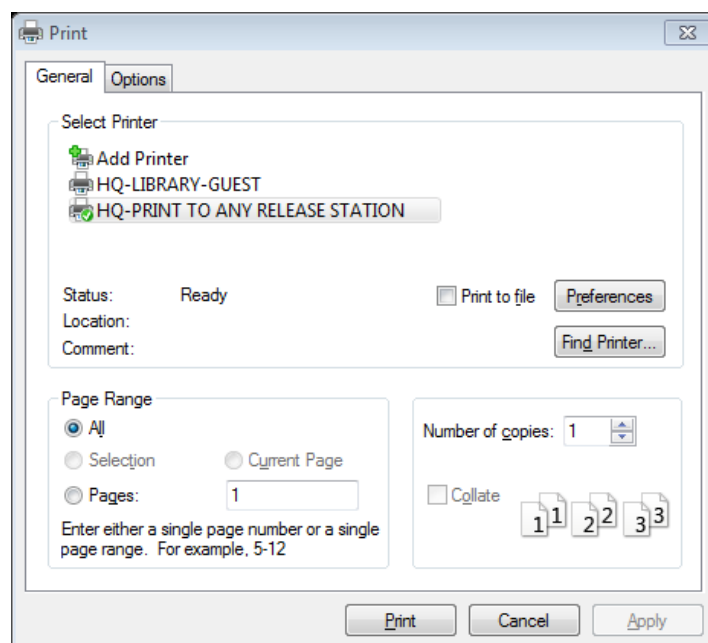 Print
General Options
Select Printer
Add Printer
HQ-LIBRARY-GUEST
HQ-PRINT TO ANY RELEASE STATION
Status: Ready
Print to file Preferences
Location:
Comment:
Find Printer...
Page Range
All
Selection Current Page
Pages: 1
Enter either a single page number or a single
page range. For example, 5-12
Number of copies: 1
Collate
1 1 2 2 3 3
Print Cancel Apply